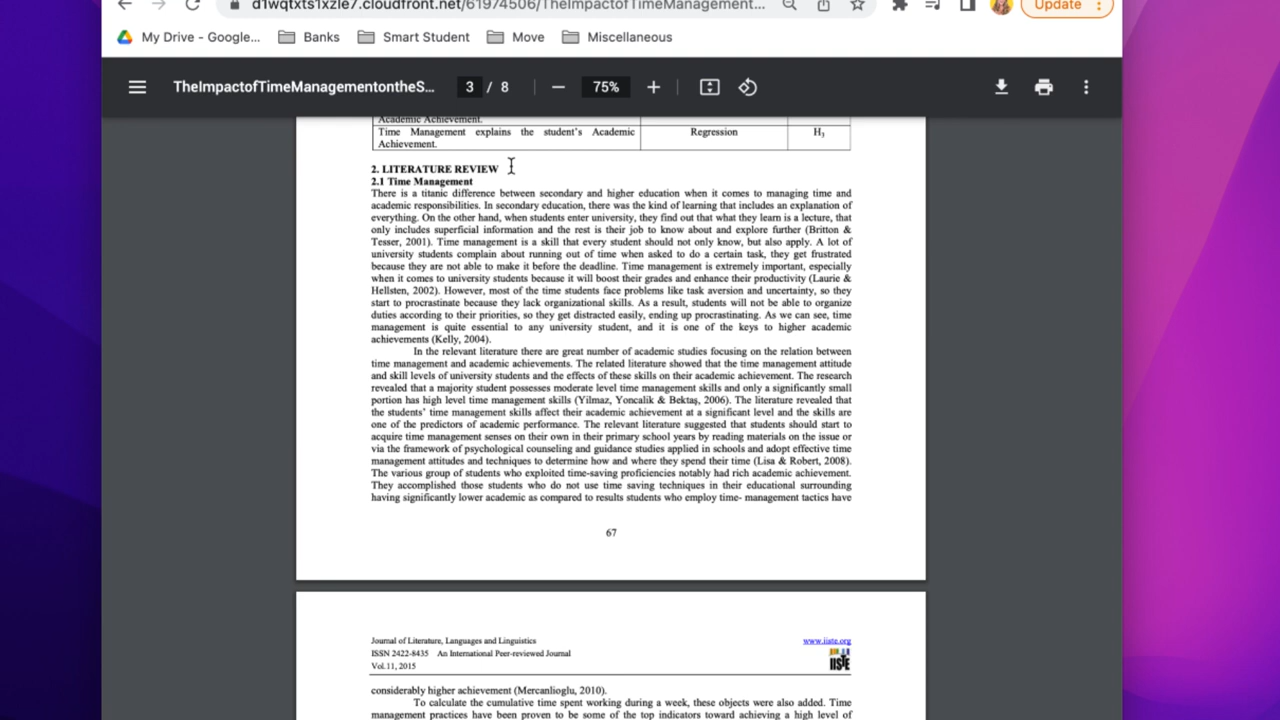 d1wqtxts1xzle7.cloudfront.net/61974506/TheImpactofTimeManagement...
Update
My Drive - Google...
Banks
Smart Student
Move
Miscellaneous
TheImpactofTimeManagementontheS...
3 / 8
75%
Academic Achievement.
Time Management explains the student's Academic
Achievement.
Regression
H₃
2. LITERATURE REVIEW
2.1 Time Management
There is a titanic difference between secondary and higher education when it comes to managing time and
academic responsibilities. In secondary education, there was the kind of learning that includes an explanation of
everything. On the other hand, when students enter university, they find out that what they learn is a lecture, that
only includes superficial information and the rest is their job to know about and explore further (Britton &
Tesser, 2001). Time management is a skill that every student should not only know, but also apply. A lot of
university students complain about running out of time when asked to do a certain task, they get frustrated
because they are not able to make it before the deadline. Time management is extremely important, especially
when it comes to university students because it will boost their grades and enhance their productivity (Laurie &
Hellsten, 2002). However, most of the time students face problems like task aversion and uncertainty, so they
start to procrastinate because they lack organizational skills. As a result, students will not be able to organize
duties according to their priorities, so they get distracted easily, ending up procrastinating. As we can see, time
management is quite essential to any university student, and it is one of the keys to higher academic
achievements (Kelly, 2004).
In the relevant literature there are great number of academic studies focusing on the relation between
time management and academic achievements. The related literature showed that the time management attitude
and skill levels of university students and the effects of these skills on their academic achievement. The research
revealed that a majority student possesses moderate level time management skills and only a significantly small
portion has high level time management skills (Yilmaz, Yoncalik & Bektaş, 2006). The literature revealed that
the students' time management skills affect their academic achievement at a significant level and the skills are
one of the predictors of academic performance. The relevant literature suggested that students should start to
acquire time management senses on their own in their primary school years by reading materials on the issue or
via the framework of psychological counseling and guidance studies applied in schools and adopt effective time
management attitudes and techniques to determine how and where they spend their time (Lisa & Robert, 2008).
The various group of students who exploited time-saving proficiencies notably had rich academic achievement.
They accomplished those students who do not use time saving techniques in their educational surrounding
having significantly lower academic as compared to results students who employ time- management tactics have
67
Journal of Literature, Languages and Linguistics
www.iiste.org
ISSN 2422-8435 An International Peer-reviewed Journal
Vol.11, 2015
IISTE
considerably higher achievement (Mercanlioglu, 2010).
To calculate the cumulative time spent working during a week, these objects were also added. Time
management practices have been proven to be some of the top indicators toward achieving a high level of